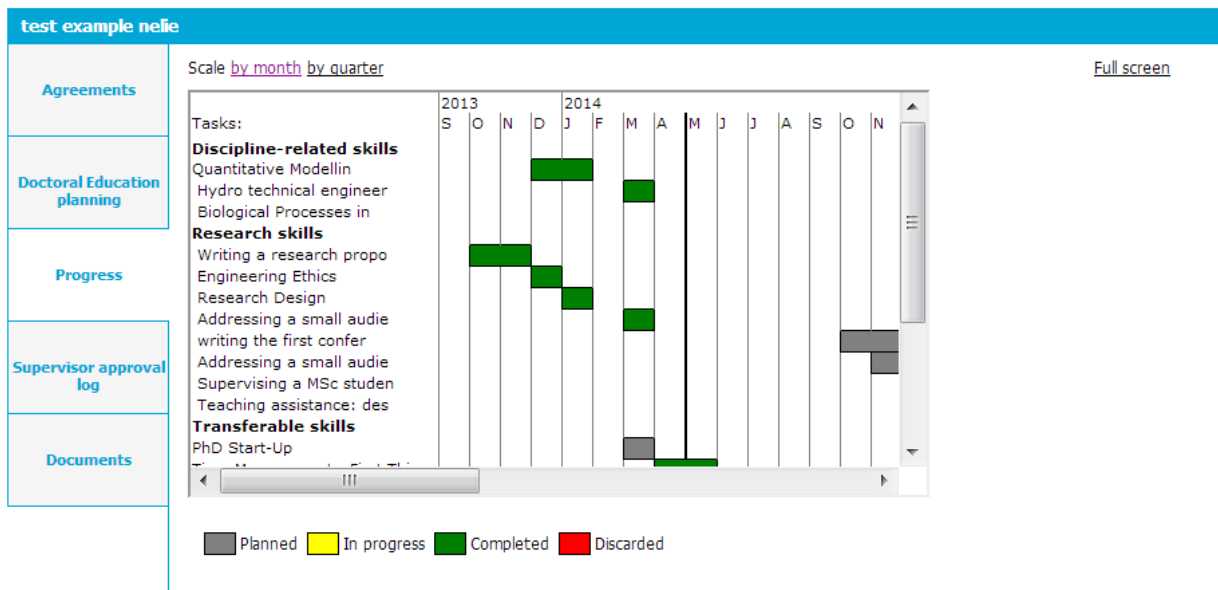 test example nelie
Agreements
Doctoral Education
planning
Progress
Supervisor approval
log
Documents
Scale by month by quarter
Full screen
2013 2014
Tasks: S O N D J F M A M J J A S O N
Discipline-related skills
Quantitative Modellin
Hydro technical engineer
Biological Processes in
Research skills
Writing a research propo
Engineering Ethics
Research Design
Addressing a small audie
writing the first confer
Addressing a small audie
Supervising a MSc studen
Teaching assistance: des
Transferable skills
PhD Start-Up
Planned In progress Completed Discarded